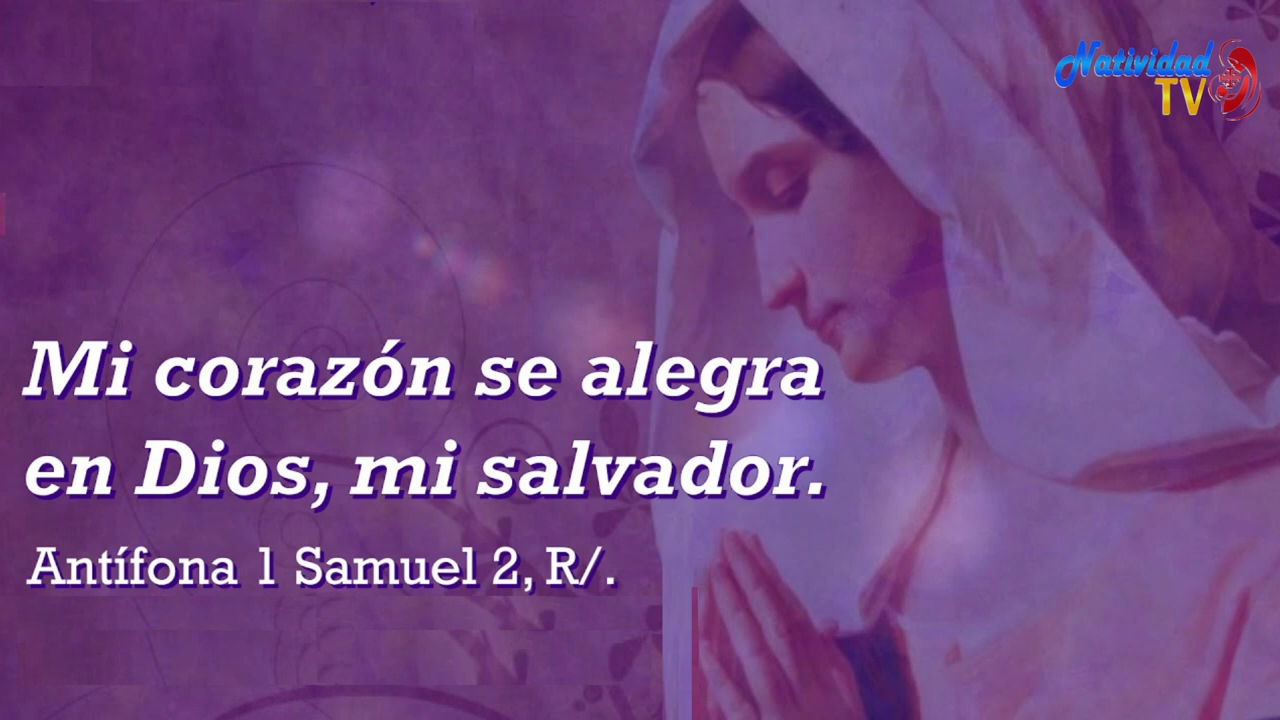 Natividad
TV
Mi corazón se alegra
en Dios, mi salvador.
Antífona 1 Samuel 2, R/.